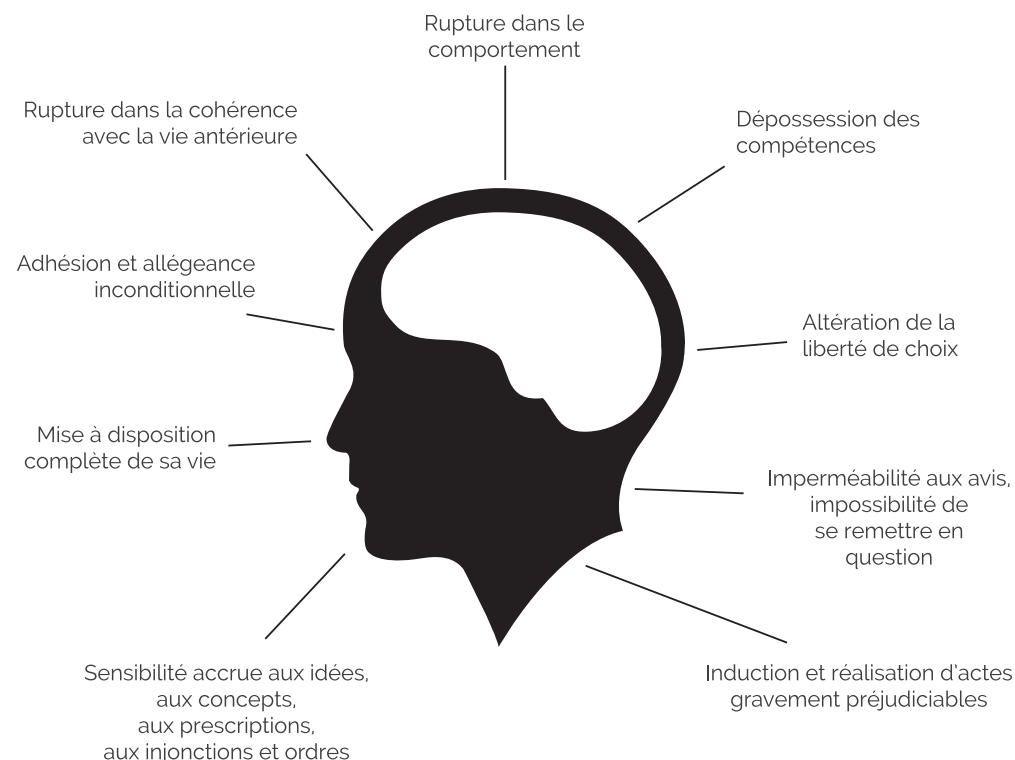 Rupture dans le
comportement
Rupture dans la cohérence
avec la vie antérieure
Dépossession des
compétences
Adhésion et allégeance
inconditionnelle
Altération de la
liberté de choix
Mise à disposition
complète de sa vie
Imperméabilité aux avis,
impossibilité de
se remettre en
question
Sensibilité accrue aux idées,
aux concepts,
aux prescriptions,
aux injonctions et ordres
Induction et réalisation d'actes
gravement préjudiciables